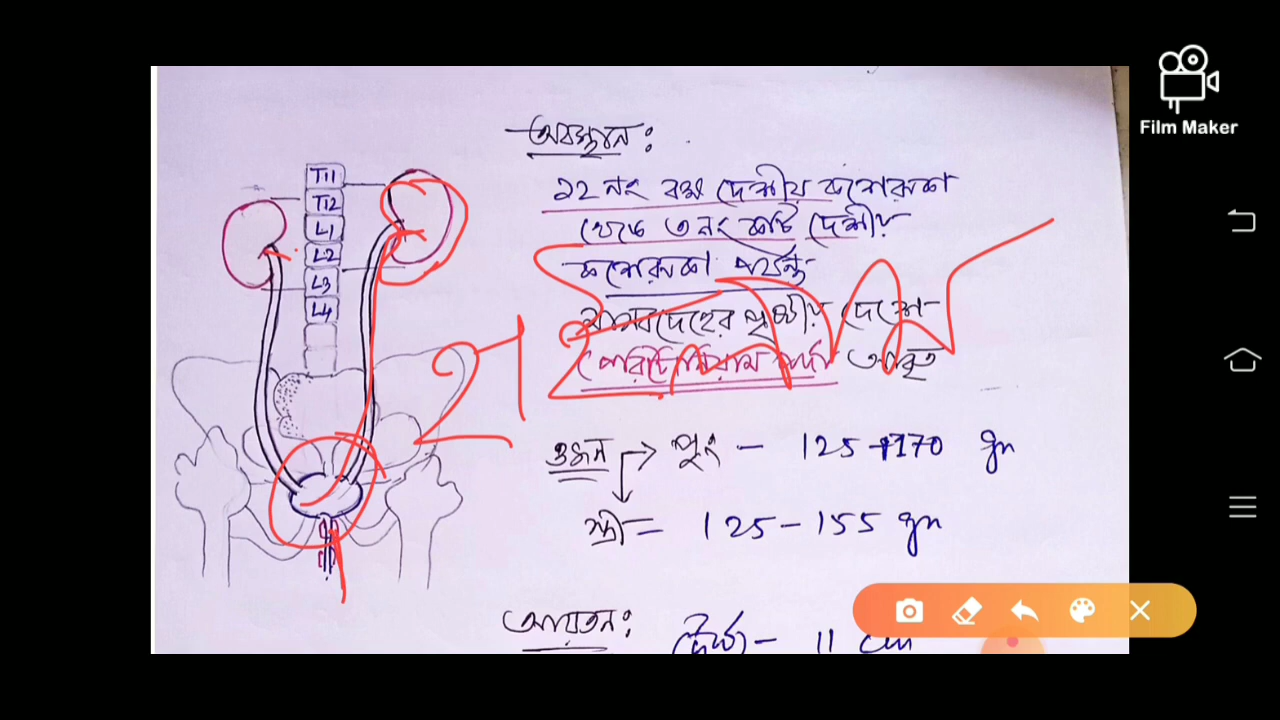 Film Maker
অবস্থান:
১২ নং বক্ষ দেশীয় কশেরুকা
থেকে ৩ নং কটি দেশীয়
কশেরুকা পর্যন্ত
মানবদেহের পৃষ্ঠীয় দেশে-
পেরিটোনিয়াম পর্দা আবৃত
ওজন → পুং - 125-170 gm
স্ত্রী = 125-155 gm
আয়তন: দৈর্ঘ্য- 11 cm
T11
T12
L1
L2
L3
L4